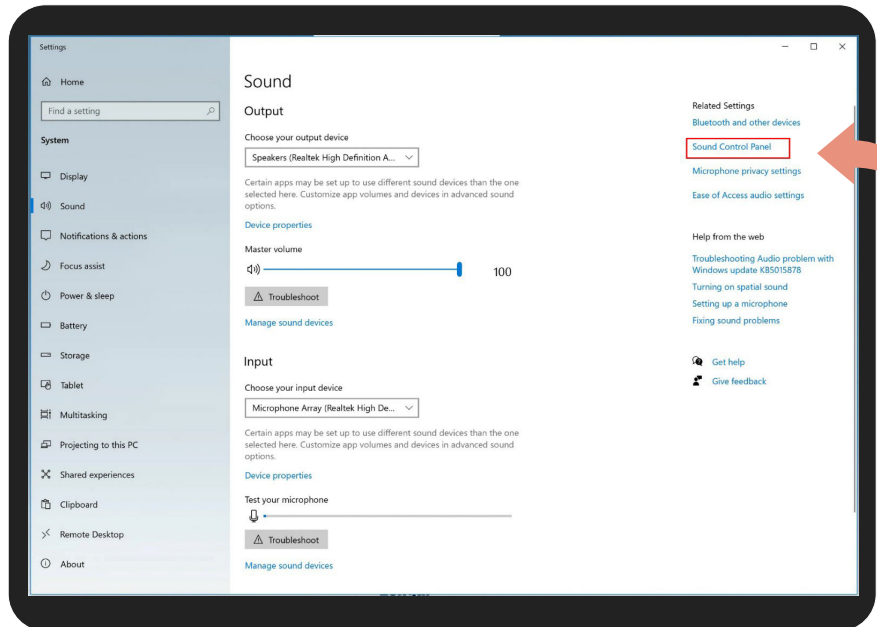 Settings
Home
Find a setting
System
Display
Sound
Notifications & actions
Focus assist
Power & sleep
Battery
Storage
Tablet
Multitasking
Projecting to this PC
Shared experiences
Clipboard
Remote Desktop
About
Sound
Output
Choose your output device
Speakers (Realtek High Definition A...
Certain apps may be set up to use different sound devices than the one
selected here. Customize app volumes and devices in advanced sound
options.
Device properties
Master volume
100
Troubleshoot
Manage sound devices
Input
Choose your input device
Microphone Array (Realtek High De...
Certain apps may be set up to use different sound devices than the one
selected here. Customize app volumes and devices in advanced sound
options.
Device properties
Test your microphone
Troubleshoot
Manage sound devices
Related Settings
Bluetooth and other devices
Sound Control Panel
Microphone privacy settings
Ease of Access audio settings
Help from the web
Troubleshooting Audio problem with
Windows update KB5015878
Turning on spatial sound
Setting up a microphone
Fixing sound problems
Get help
Give feedback